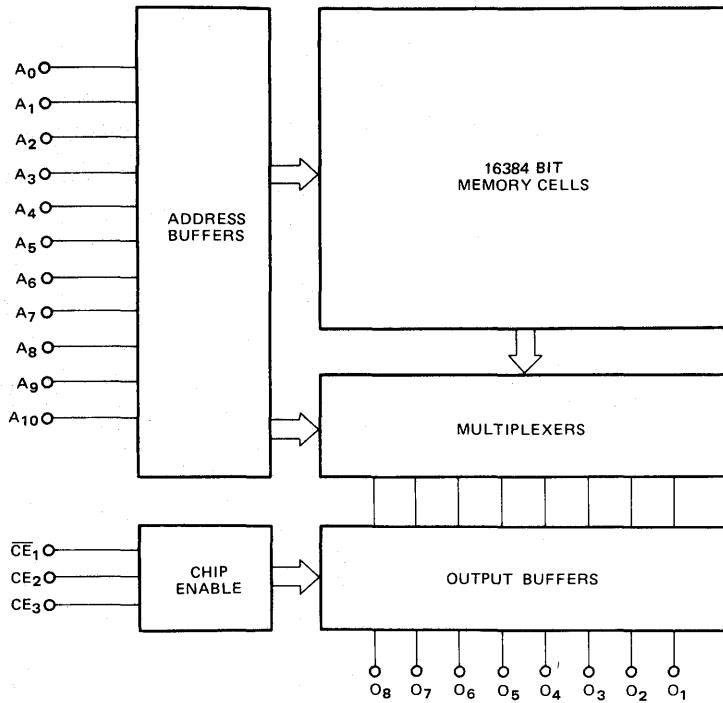 A0
A1
A2
A3
A4
A5
A6
A7
A8
A9
A10
ADDRESS
BUFFERS
16384 BIT
MEMORY CELLS
MULTIPLEXERS
C̅E̅1
CE2
CE3
CHIP
ENABLE
OUTPUT BUFFERS
O8 O7 O6 O5 O4 O3 O2 O1